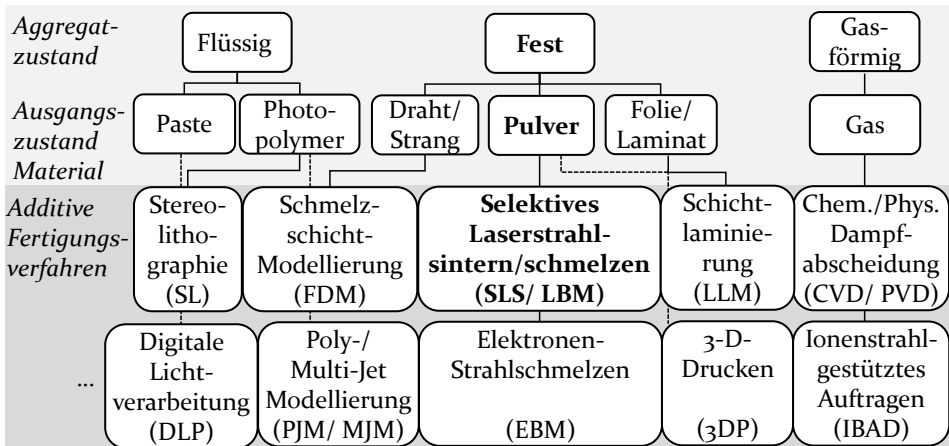 Aggregat-
zustand
Flüssig
Fest
Gas-
förmig
Ausgangs-
zustand
Material
Paste
Photo-
polymer
Draht/
Strang
Pulver
Folie/
Laminat
Gas
Additive
Fertigungs-
verfahren
Stereo-
litho-
graphie
(SL)
Schmelz-
schicht-
Modellierung
(FDM)
Selektives
Laserstrahl-
sintern/schmelzen
(SLS/ LBM)
Schicht-
laminie-
rung
(LLM)
Chem./Phys.
Dampf-
abscheidung
(CVD/ PVD)
...
Digitale
Licht-
verarbeitung
(DLP)
Poly-/
Multi-Jet
Modellierung
(PJM/ MJM)
Elektronen-
Strahlschmelzen
(EBM)
3-D-
Drucken
(3DP)
Ionenstrahl-
gestütztes
Auftragen
(IBAD)